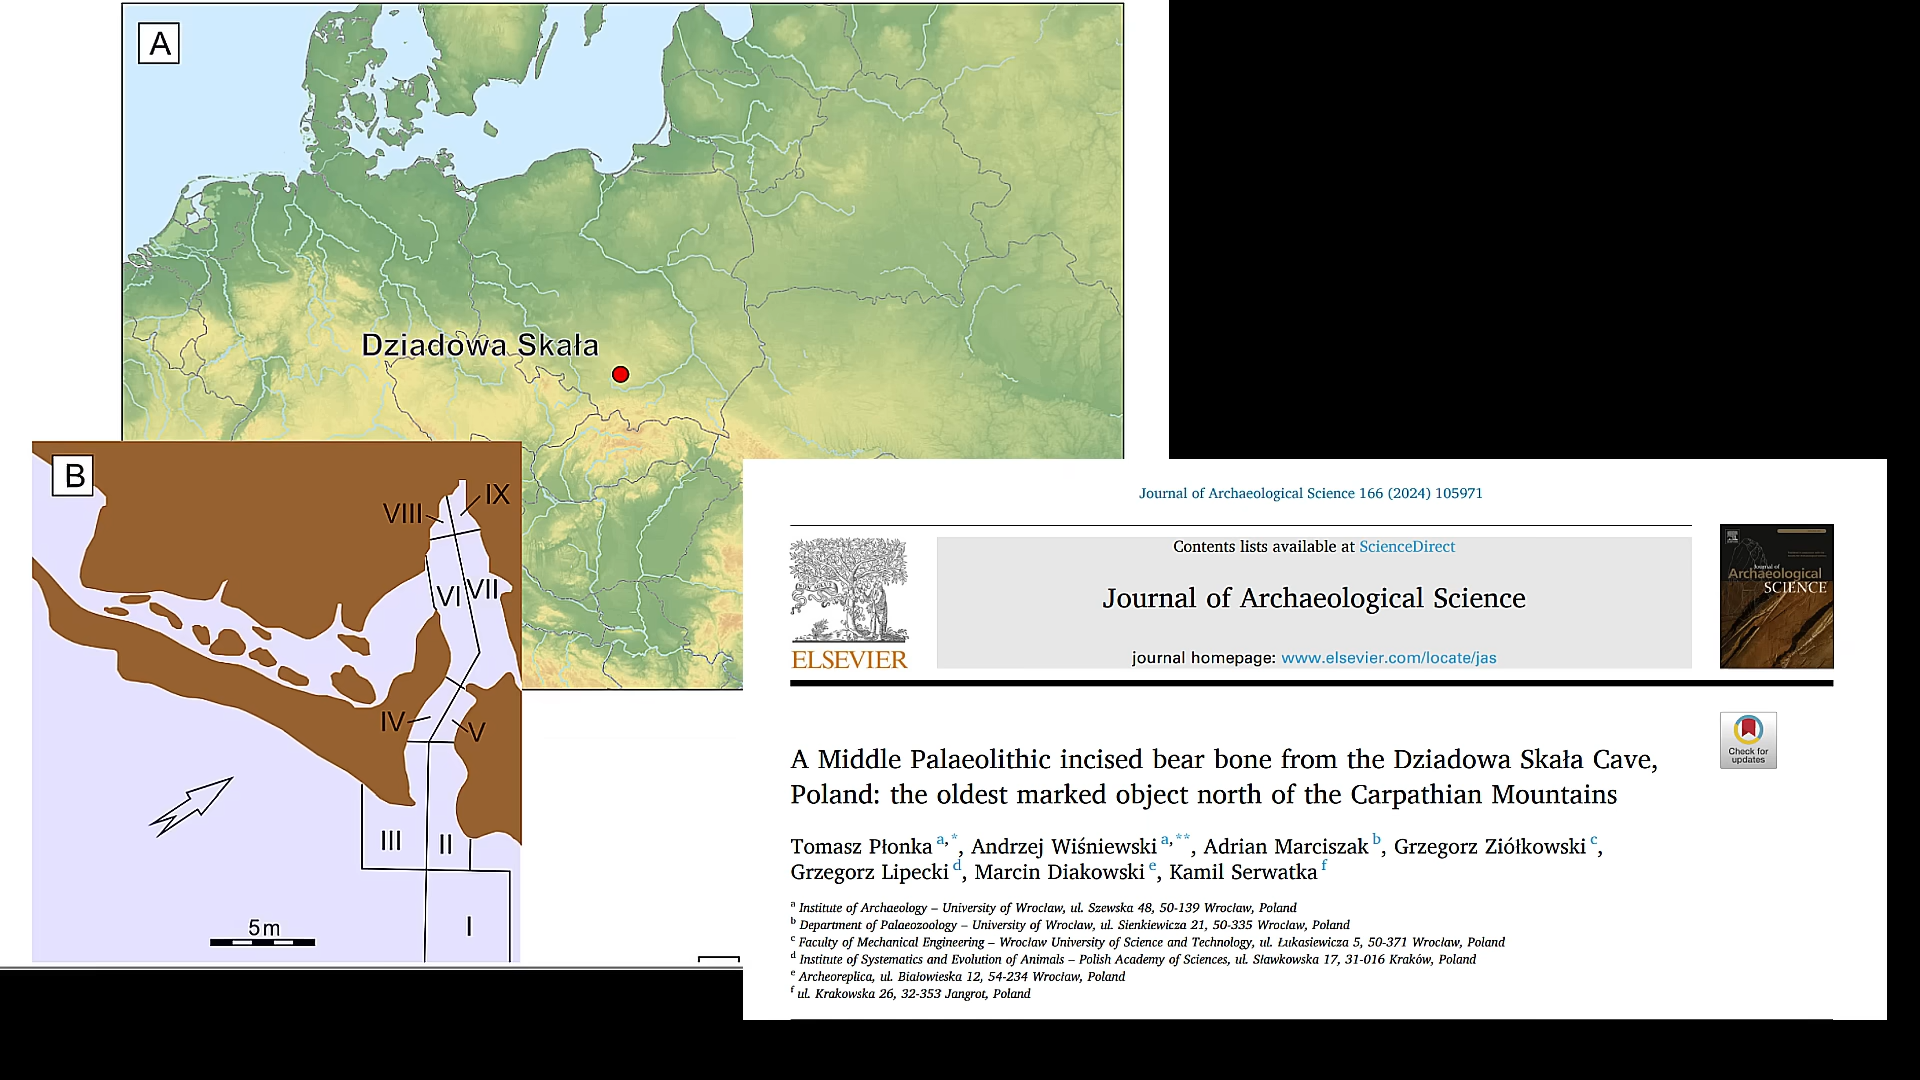 A
Dziadowa Skała
B
VIII
IX
VI
VII
IV
V
III
II
5m
I
Journal of Archaeological Science 166 (2024) 105971
Contents lists available at ScienceDirect
Journal of Archaeological Science
journal homepage: www.elsevier.com/locate/jas
ELSEVIER
Journal of
Archaeological
SCIENCE
Check for
updates
A Middle Palaeolithic incised bear bone from the Dziadowa Skała Cave,
Poland: the oldest marked object north of the Carpathian Mountains
Tomasz Płonka a,*, Andrzej Wiśniewski a,**, Adrian Marciszak b, Grzegorz Ziółkowski c,
Grzegorz Lipecki d, Marcin Diakowski e, Kamil Serwatka f
a Institute of Archaeology – University of Wrocław, ul. Szewska 48, 50-139 Wrocław, Poland
b Department of Palaeozoology – University of Wrocław, ul. Sienkiewicza 21, 50-335 Wrocław, Poland
c Faculty of Mechanical Engineering – Wrocław University of Science and Technology, ul. Łukasiewicza 5, 50-371 Wrocław, Poland
d Institute of Systematics and Evolution of Animals – Polish Academy of Sciences, ul. Sławkowska 17, 31-016 Kraków, Poland
e Archeoreplica, ul. Białowieska 12, 54-234 Wrocław, Poland
f ul. Krakowska 26, 32-353 Jangrot, Poland